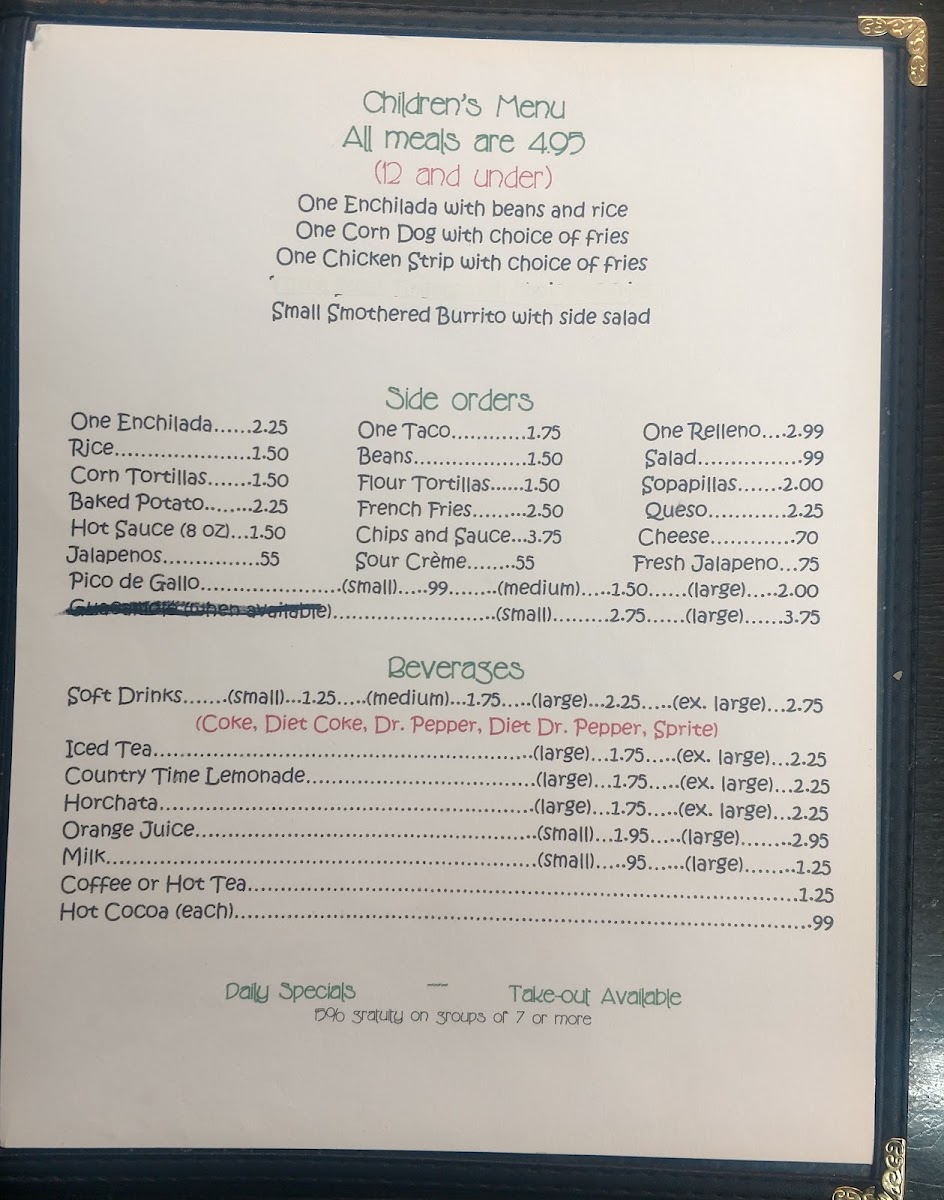 Children's Menu
All meals are 4.95
(12 and under)
One Enchilada with beans and rice
One Corn Dog with choice of fries
One Chicken Strip with choice of fries
Small Smothered Burrito with side salad
Side orders
One Enchilada......2.25 One Taco............1.75 One Relleno....2.99
Rice......................1.50 Beans......................1.50 Salad.................99
Corn Tortillas.......1.50 Flour Tortillas......1.50 Sopapillas.......2.00
Baked Potato........2.25 French Fries.........2.50 Queso.............2.25
Hot Sauce (8 oz)...1.50 Chips and Sauce...3.75 Cheese..............70
Jalapenos................55 Sour Crème........55 Fresh Jalapeno...75
Pico de Gallo.......................(small).....99........(medium).....1.50......(large).....2.00
Guacamole (when available)...........................(small).........2.75......(large)......3.75
Beverages
Soft Drinks.......(small)...1.25.....(medium)...1.75.....(large)...2.25.....(ex. large)...2.75
(Coke, Diet Coke, Dr. Pepper, Diet Dr. Pepper, Sprite)
Iced Tea..............................................................(large)...1.75.....(ex. large)...2.25
Country Time Lemonade.....................................(large)...1.75.....(ex. large)...2.25
Horchata.............................................................(large)...1.75.....(ex. large)...2.25
Orange Juice.......................................................(small)...1.95.....(large)........2.95
Milk......................................................................(small).....95......(large)........1.25
Coffee or Hot Tea.........................................................................................1.25
Hot Cocoa (each)..............................................................................................99
Daily Specials — Take-out Available
15% gratuity on groups of 7 or more